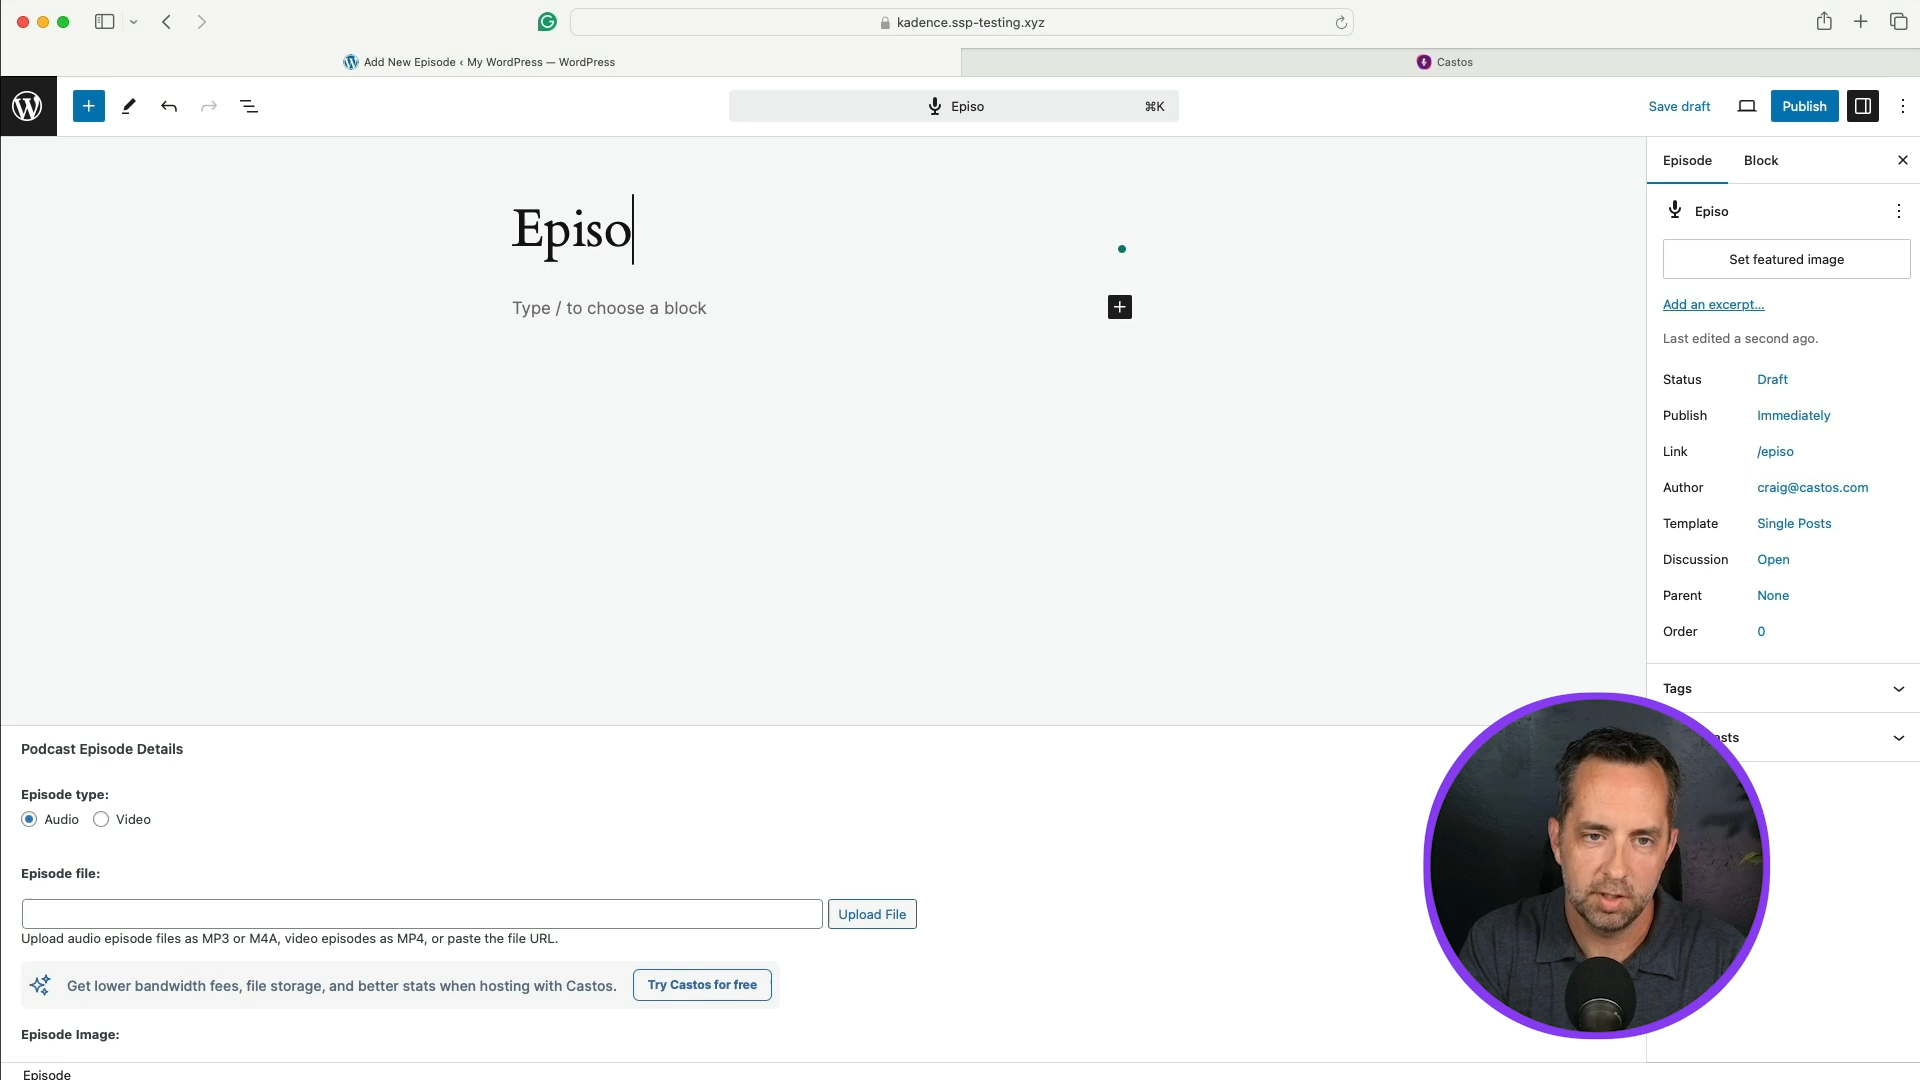 kadence.ssp-testing.xyz
Add New Episode ‹ My WordPress — WordPress
Castos
Episo
⌘K
Save draft
Publish
Episode
Block
Episo
Episo
Set featured image
Type / to choose a block
Add an excerpt...
Last edited a second ago.
Status Draft
Publish Immediately
Link /episo
Author craig@castos.com
Template Single Posts
Discussion Open
Parent None
Order 0
Tags
Podcast Episode Details
Episode type:
Audio Video
Episode file:
Upload File
Upload audio episode files as MP3 or M4A, video episodes as MP4, or paste the file URL.
Get lower bandwidth fees, file storage, and better stats when hosting with Castos.
Try Castos for free
Episode Image:
Episode